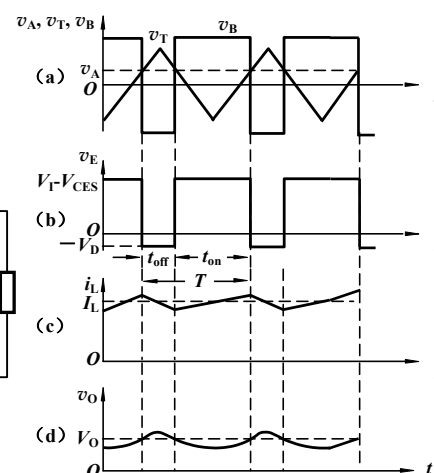 vA, vT, vB
vT
vB
(a)
vA
O
vE
VI-VCES
(b)
O
−VD
toff
ton
T
iL
IL
(c)
O
vO
(d)
VO
O
t